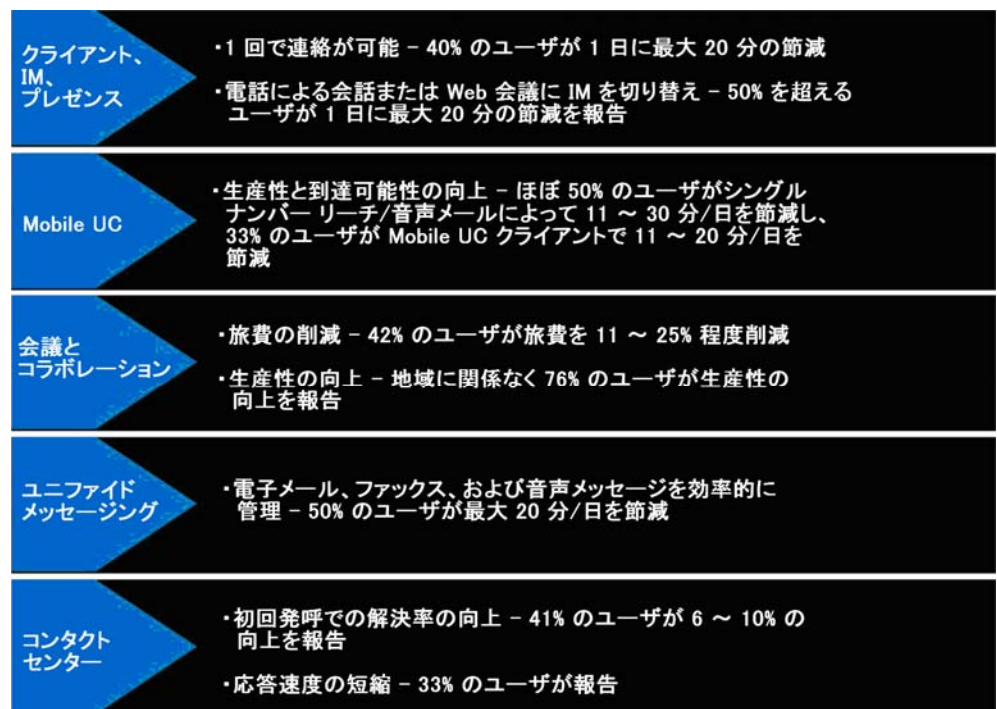 クライアント、
IM、
プレゼンス
・1 回で連絡が可能 – 40% のユーザが 1 日に最大 20 分の節減
・電話による会話または Web 会議に IM を切り替え – 50% を超える
ユーザが 1 日に最大 20 分の節減を報告
Mobile UC
・生産性と到達可能性の向上 – ほぼ 50% のユーザがシングル
ナンバー リーチ/音声メールによって 11 ～ 30 分/日を節減し、
33% のユーザが Mobile UC クライアントで 11 ～ 20 分/日を
節減
会議と
コラボレーション
・旅費の削減 – 42% のユーザが旅費を 11 ～ 25% 程度削減
・生産性の向上 – 地域に関係なく 76% のユーザが生産性の
向上を報告
ユニファイド
メッセージング
・電子メール、ファックス、および音声メッセージを効率的に
管理 – 50% のユーザが最大 20 分/日を節減
コンタクト
センター
・初回発呼での解決率の向上 – 41% のユーザが 6 ～ 10% の
向上を報告
・応答速度の短縮 – 33% のユーザが報告